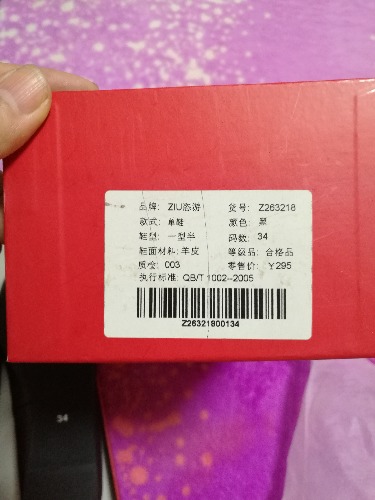 品牌: ZIU姿游 货号: Z263218
款式: 单鞋 颜色: 黑
鞋型: 一型半 码数: 34
鞋面材料: 羊皮 等级品: 合格品
质检: 003 零售价: ¥295
执行标准: QB/T 1002-2005
Z26321800134
34